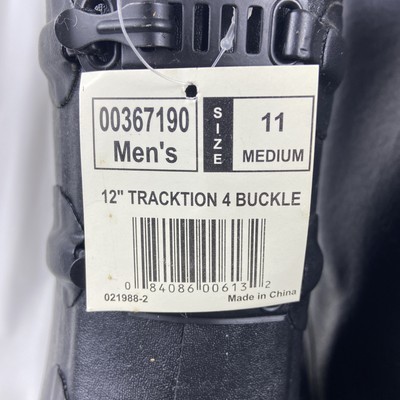 00367190
Men's
SIZE
11
MEDIUM
12" TRACKTION 4 BUCKLE
0 84086 00613 2
021988-2
Made in China